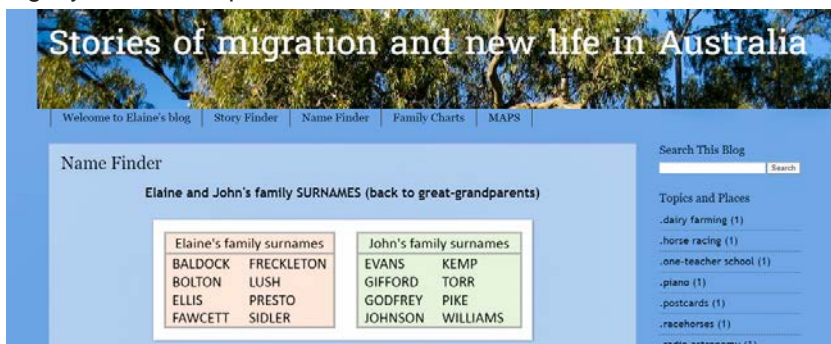 Stories of migration and new life in Australia
Welcome to Elaine's blog Story Finder Name Finder Family Charts MAPS
Name Finder
Elaine and John's family SURNAMES (back to great-grandparents)
Elaine's family surnames
BALDOCK FRECKLETON
BOLTON LUSH
ELLIS PRESTO
FAWCETT SIDLER
John's family surnames
EVANS KEMP
GIFFORD TORR
GODFREY PIKE
JOHNSON WILLIAMS
Search This Blog
Search
Topics and Places
.dairy farming (1)
.horse racing (1)
.one-teacher school (1)
.piano (1)
.postcards (1)
.racehorses (1)